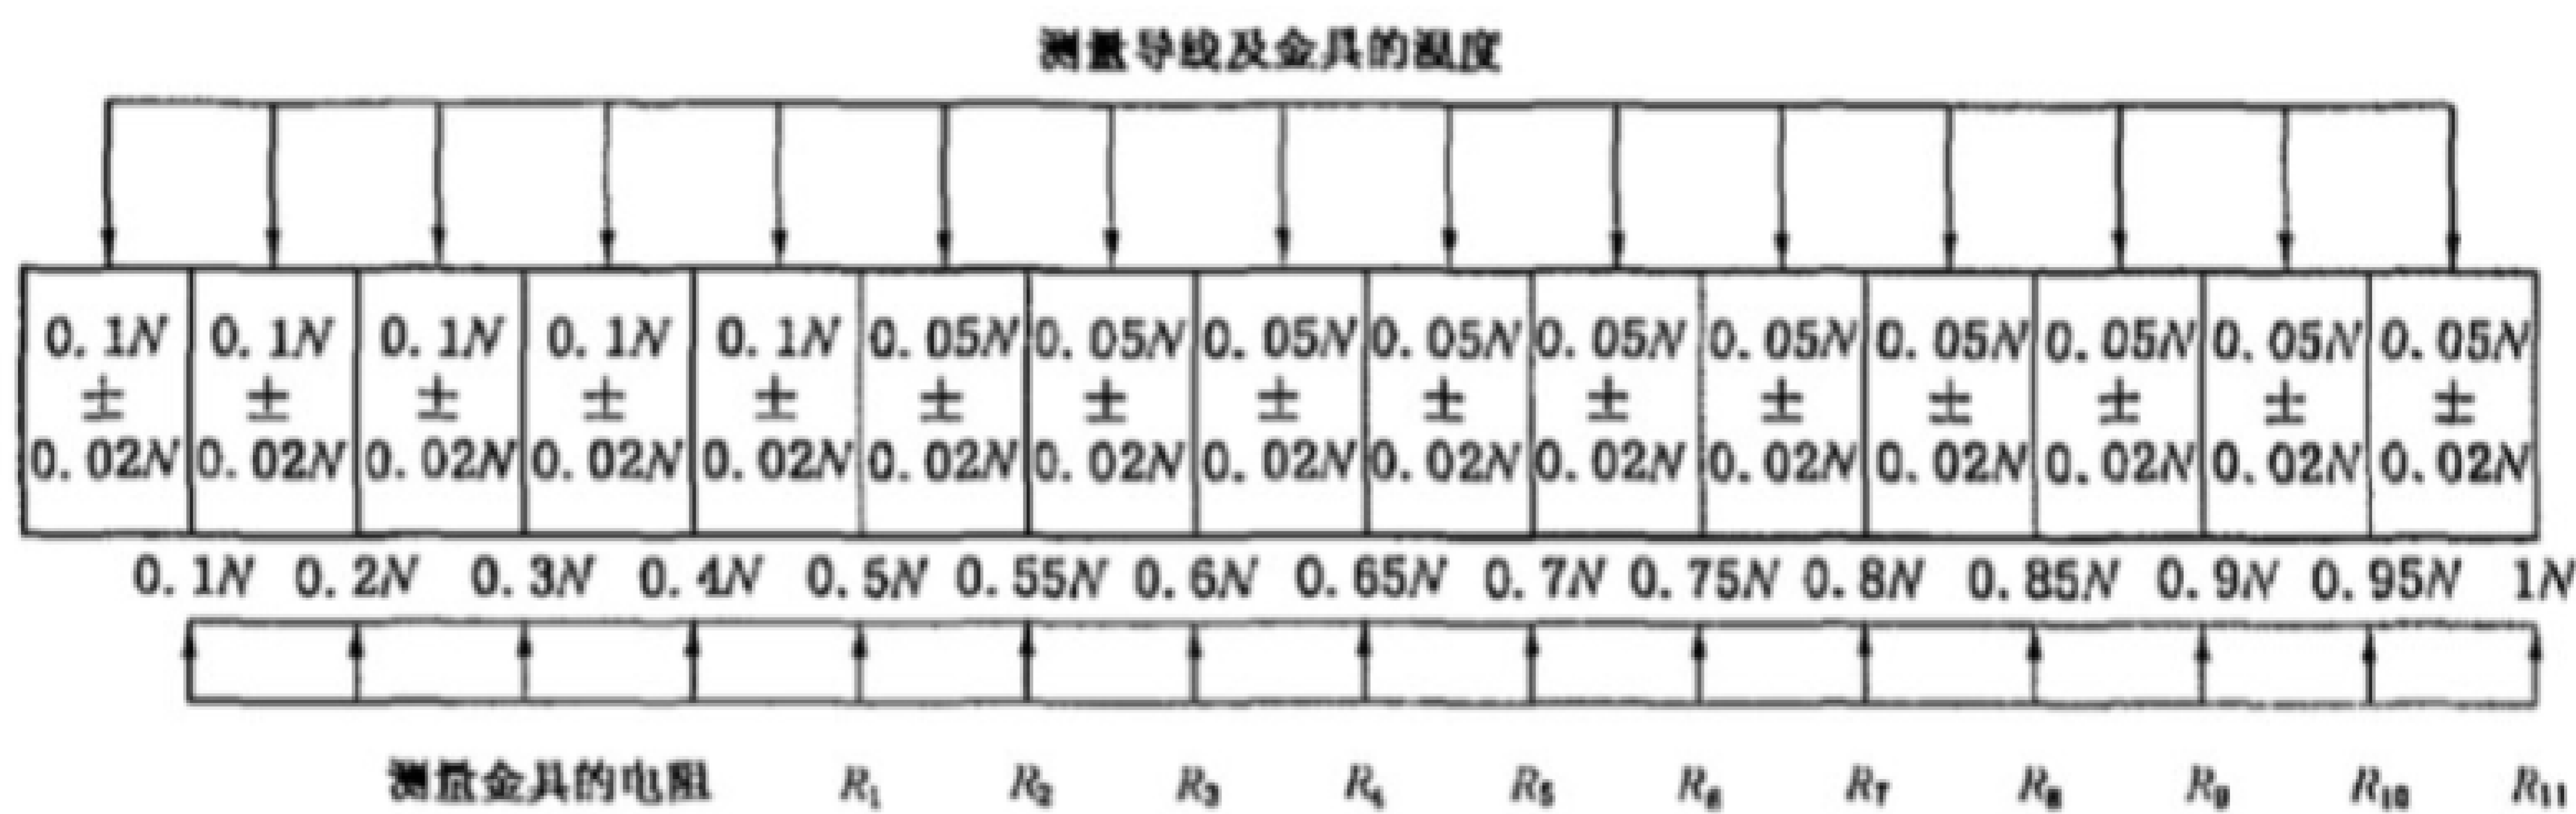 测量导线及金具的温度
0.1N 0.1N 0.1N 0.1N 0.1N 0.05N 0.05N 0.05N 0.05N 0.05N 0.05N 0.05N 0.05N 0.05N 0.05N
± ± ± ± ± ± ± ± ± ± ± ± ± ± ±
0.02N 0.02N 0.02N 0.02N 0.02N 0.02N 0.02N 0.02N 0.02N 0.02N 0.02N 0.02N 0.02N 0.02N 0.02N
0.1N 0.2N 0.3N 0.4N 0.5N 0.55N 0.6N 0.65N 0.7N 0.75N 0.8N 0.85N 0.9N 0.95N 1N
测量金具的电阻 R₁ R₂ R₃ R₄ R₅ R₆ R₇ R₈ R₉ R₁₀ R₁₁